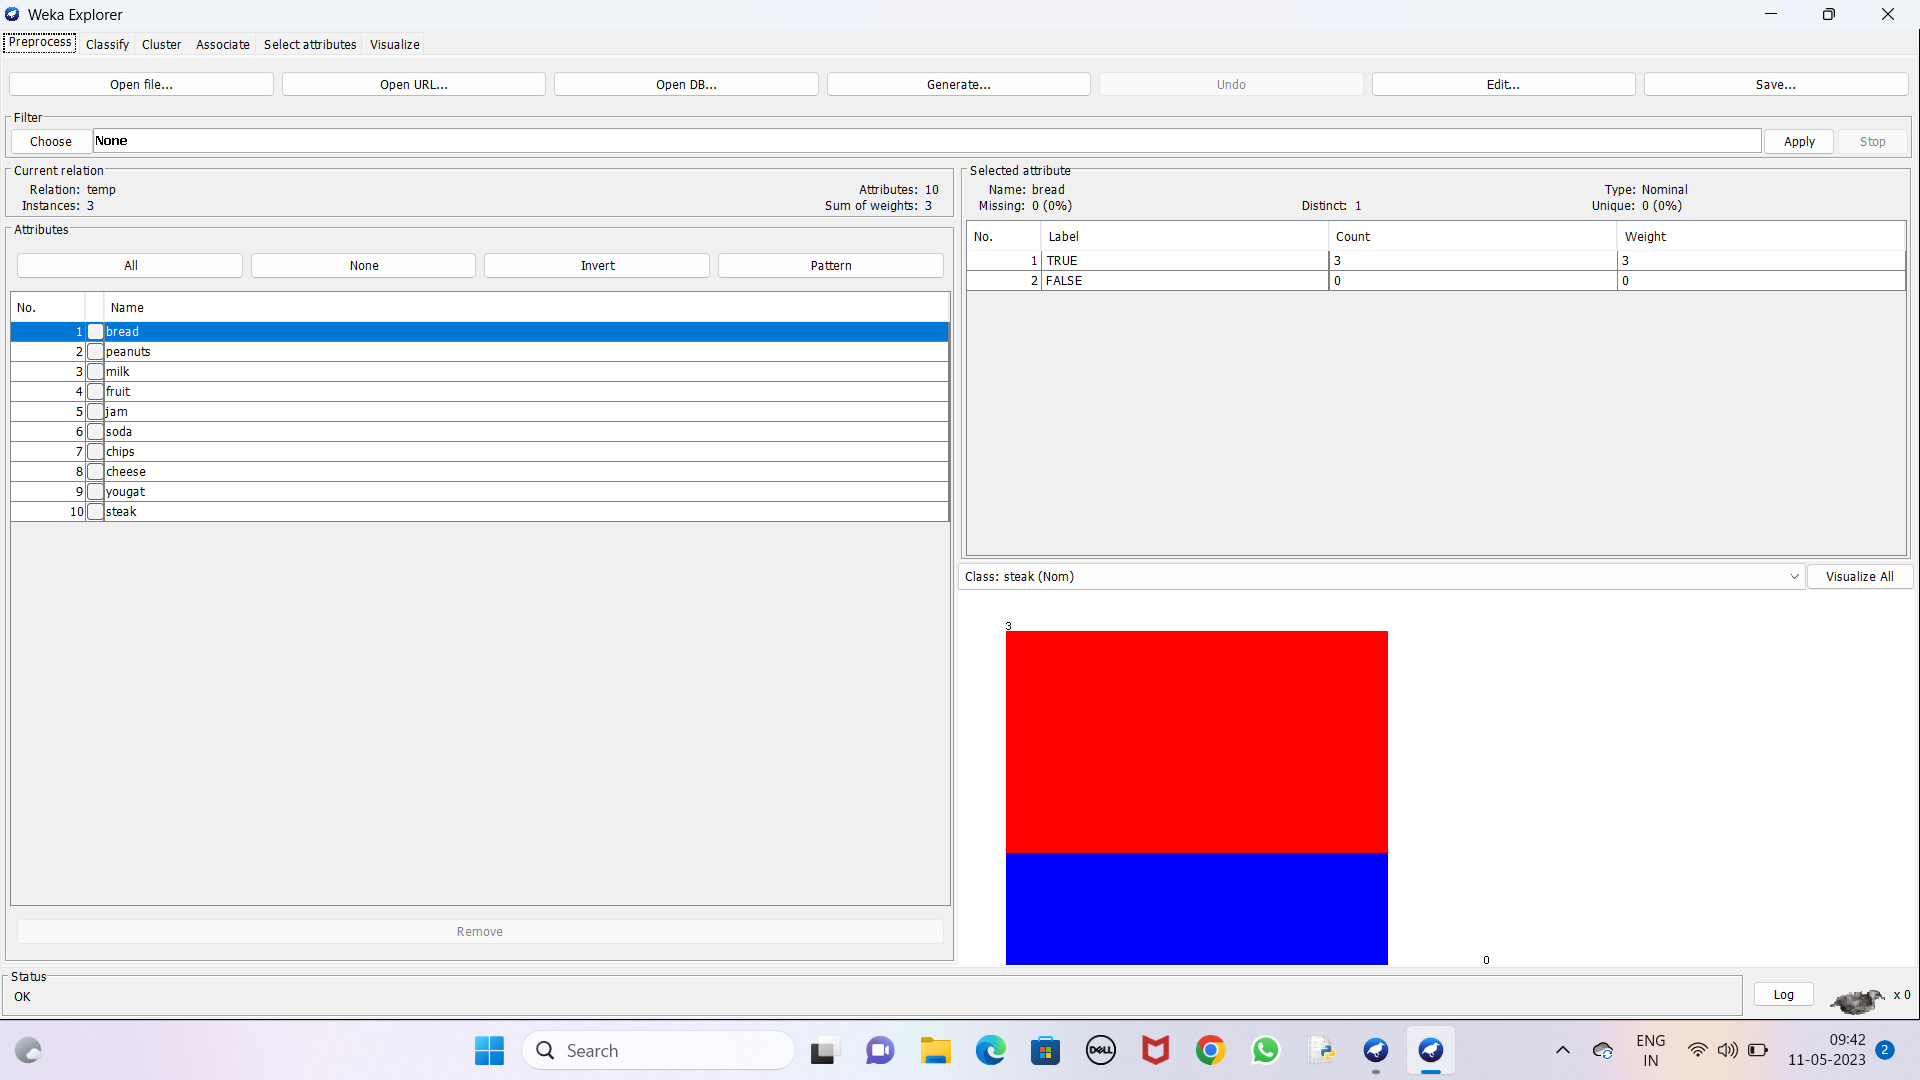 Weka Explorer
Preprocess Classify Cluster Associate Select attributes Visualize
Open file... Open URL... Open DB... Generate... Undo Edit... Save...
Filter
Choose None Apply Stop
Current relation
Relation: temp Attributes: 10
Instances: 3 Sum of weights: 3
Attributes
All None Invert Pattern
No. Name
1 bread
2 peanuts
3 milk
4 fruit
5 jam
6 soda
7 chips
8 cheese
9 yougat
10 steak
Remove
Selected attribute
Name: bread Type: Nominal
Missing: 0 (0%) Distinct: 1 Unique: 0 (0%)
No. Label Count Weight
1 TRUE 3 3
2 FALSE 0 0
Class: steak (Nom) Visualize All
3
0
Status
OK
Log x 0
Search
DELL
ENG
IN
09:42
11-05-2023
2